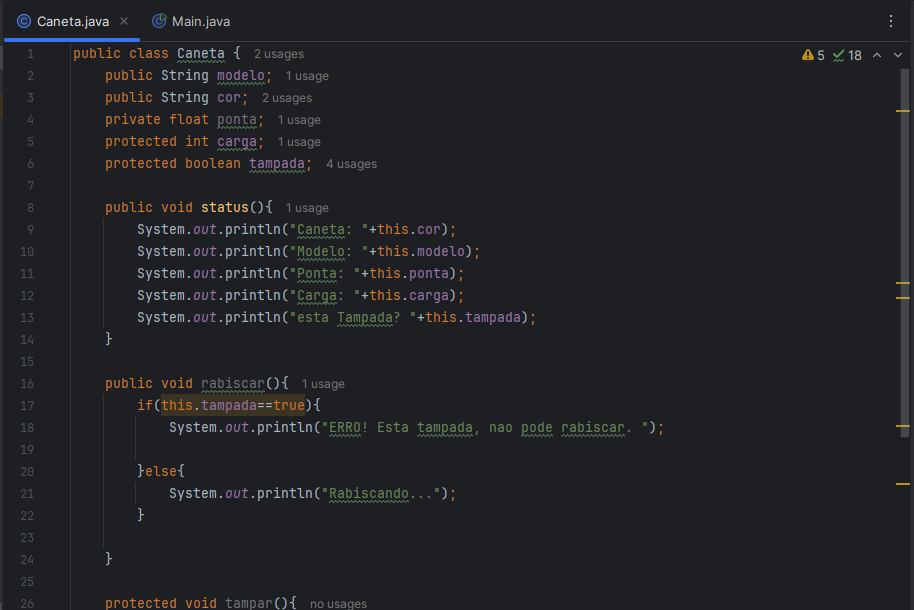 Caneta.java Main.java
1 public class Caneta { 2 usages 5 18
2 public String modelo; 1 usage
3 public String cor; 2 usages
4 private float ponta; 1 usage
5 protected int carga; 1 usage
6 protected boolean tampada; 4 usages
7
8 public void status(){ 1 usage
9 System.out.println("Caneta: "+this.cor);
10 System.out.println("Modelo: "+this.modelo);
11 System.out.println("Ponta: "+this.ponta);
12 System.out.println("Carga: "+this.carga);
13 System.out.println("esta Tampada? "+this.tampada);
14 }
15
16 public void rabiscar(){ 1 usage
17 if(this.tampada==true){
18 System.out.println("ERRO! Esta tampada, nao pode rabiscar. ");
19
20 }else{
21 System.out.println("Rabiscando...");
22 }
23
24 }
25
26 protected void tampar(){ no usages